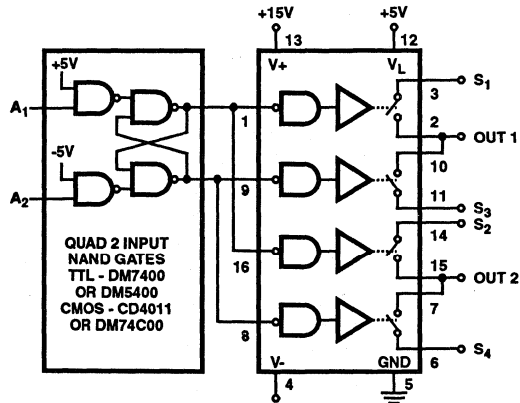 +15V
+5V
13
12
V+
VL
+5V
A1
S1
3
1
2
OUT 1
-5V
10
9
A2
11
S3
S2
14
QUAD 2 INPUT
NAND GATES
TTL - DM7400
OR DM5400
CMOS - CD4011
OR DM74C00
16
15
OUT 2
7
8
S4
6
V-
GND
4
5